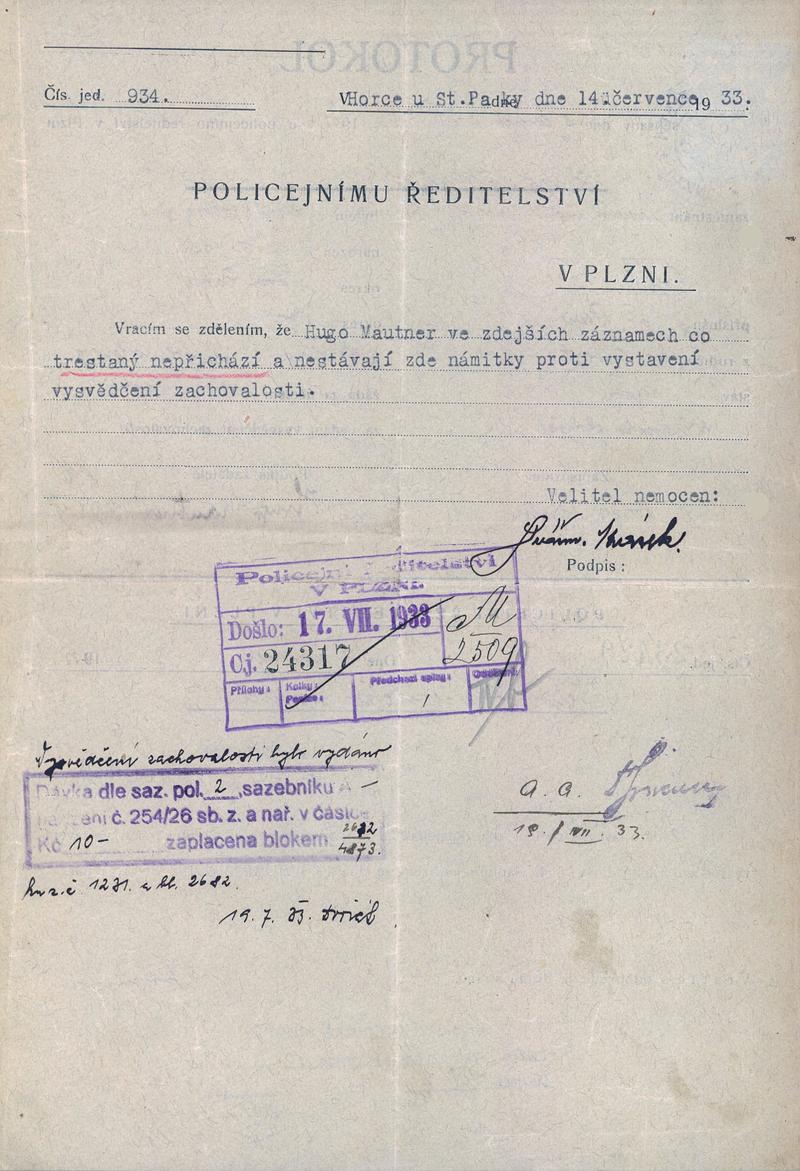 Čís. jed. 934.
V Horce u St.Paky dne 14. července 1933.
POLICEJNÍMU ŘEDITELSTVÍ
V PLZNI.
Vracím se zdělením, že Hugo Mautner ve zdejších záznamech co
trestaný nepřichází a nestávají zde námitky proti vystavení
vysvědčení zachovalosti.
Velitel nemocen:
Podpis :
Policejní ředitelství
V PLZNI.
Došlo: 17. VII. 1933
Čj. 24317
M
2509
Přílohy:
Kolky:
Předchozí spisy:
Vysvědčení zachovalosti bylo vydáno
Dávka dle saz. pol. 2 sazebníku A
nařízení č. 254/26 sb. z. a nař. v částce
Kč 10- zaplacena blokem 2682
4873.
1231 a bl. 2682.
19. 7. 33.
a. a.
19. VII. 33.